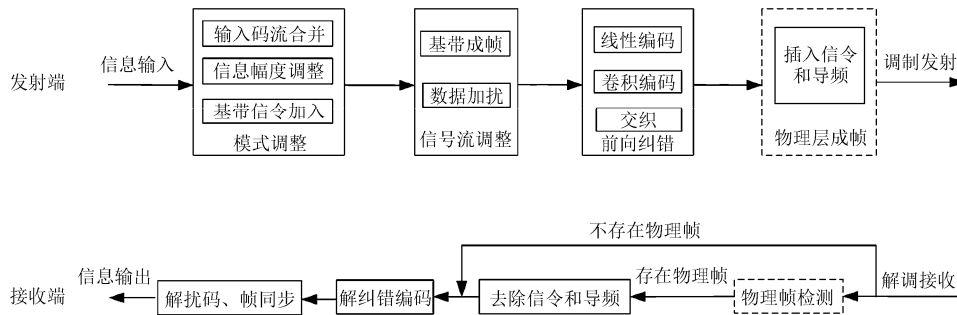 输入码流合并
信息幅度调整
基带信令加入
模式调整
基带成帧
数据加扰
信号流调整
线性编码
卷积编码
交织
前向纠错
插入信令
和导频
物理层成帧
发射端
信息输入
调制发射
不存在物理帧
接收端
信息输出
解扰码、帧同步
解纠错编码
去除信令和导频
存在物理帧
物理帧检测
解调接收